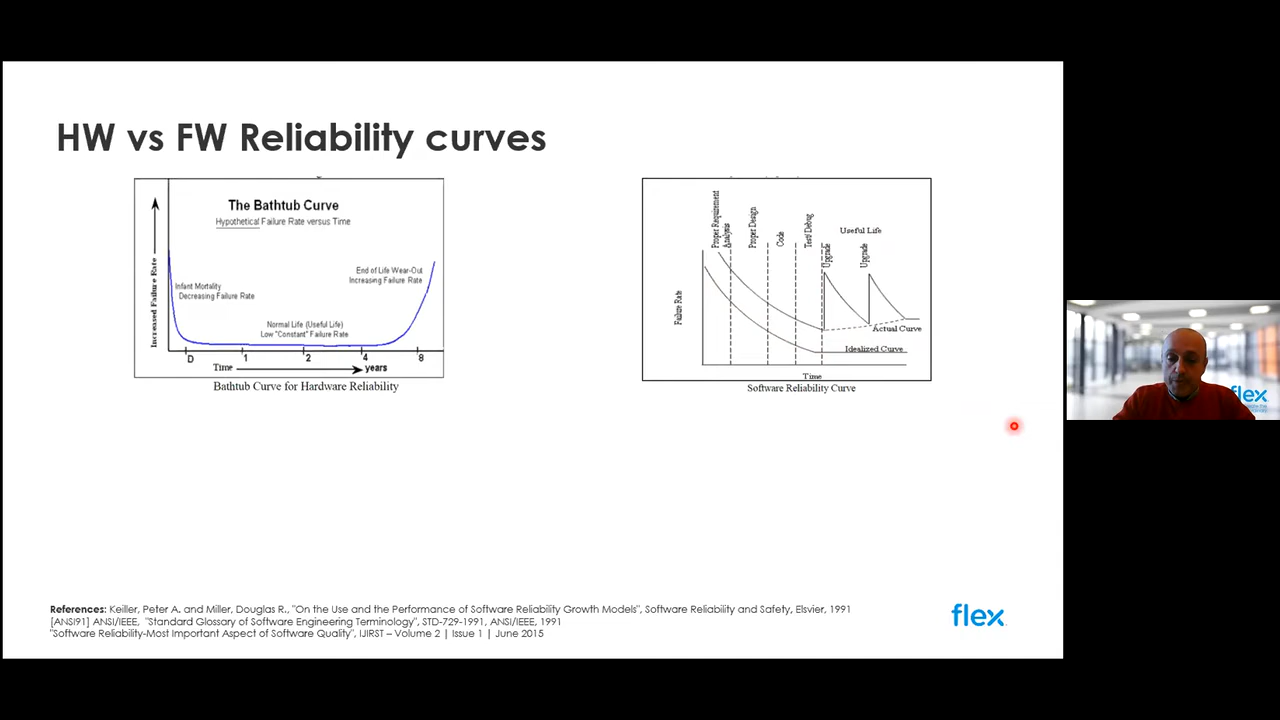 HW vs FW Reliability curves
The Bathtub Curve
Hypothetical Failure Rate versus Time
Increased Failure Rate
Infant Mortality
Decreasing Failure Rate
End of Life Wear-Out
Increasing Failure Rate
Normal Life (Useful Life)
Low "Constant" Failure Rate
D 1 2 4 8
Time years
Bathtub Curve for Hardware Reliability
Proper Requirement
Analysis
Proper Design
Code
Test/Debug
Useful Life
Upgrade
Upgrade
Failure Rate
Actual Curve
Idealized Curve
Time
Software Reliability Curve
References: Keiller, Peter A. and Miller, Douglas R., "On the Use and the Performance of Software Reliability Growth Models", Software Reliability and Safety, Elsvier, 1991
[ANSI91] ANSI/IEEE, "Standard Glossary of Software Engineering Terminology", STD-729-1991, ANSI/IEEE, 1991
"Software Reliability-Most Important Aspect of Software Quality", IJIRST – Volume 2 | Issue 1 | June 2015
flex
flex